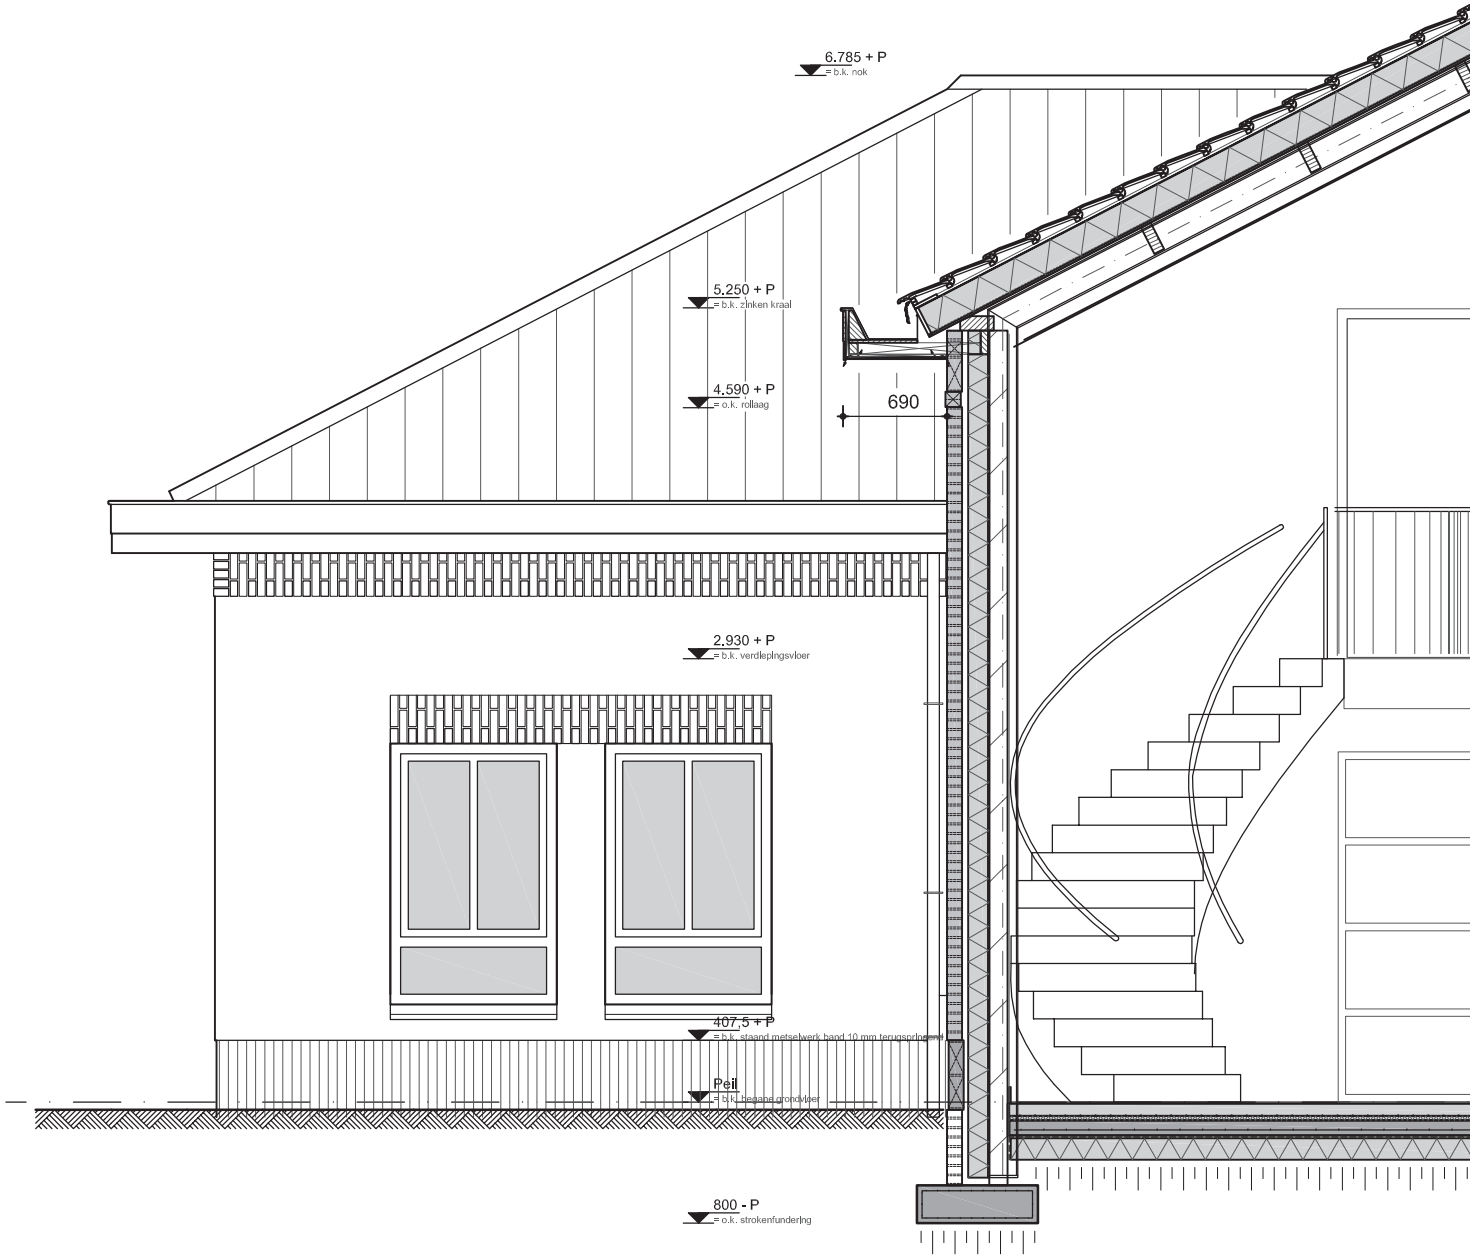 6.785 + P
= b.k. nok
5.250 + P
= b.k. zinken kraal
4.590 + P
= o.k. rollaag
690
2.930 + P
= b.k. verdiepingsvloer
407,5 + P
= b.k. staand metselwerk band 10 mm terugspringend
Peil
= b.k. begane grondvloer
800 - P
= o.k. strokenfundering